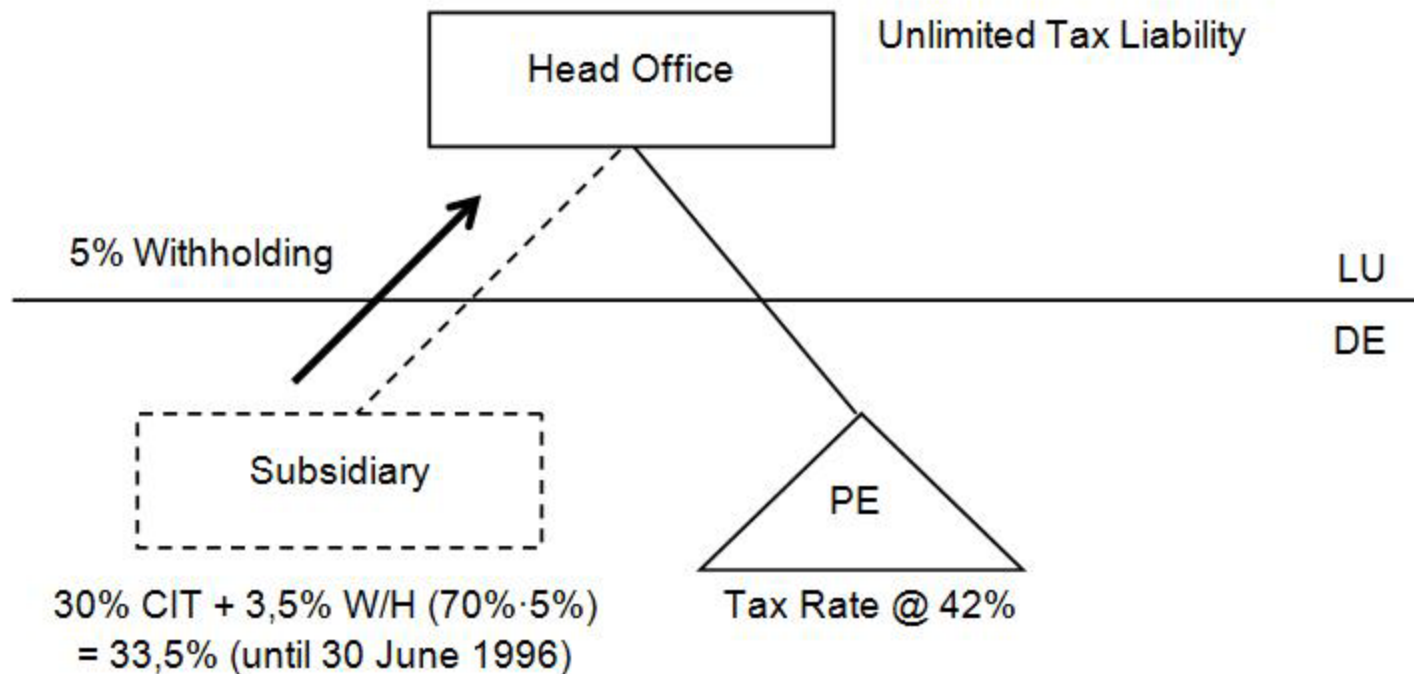 Head Office
Unlimited Tax Liability
5% Withholding
LU
DE
Subsidiary
PE
30% CIT + 3,5% W/H (70%·5%)
= 33,5% (until 30 June 1996)
Tax Rate @ 42%